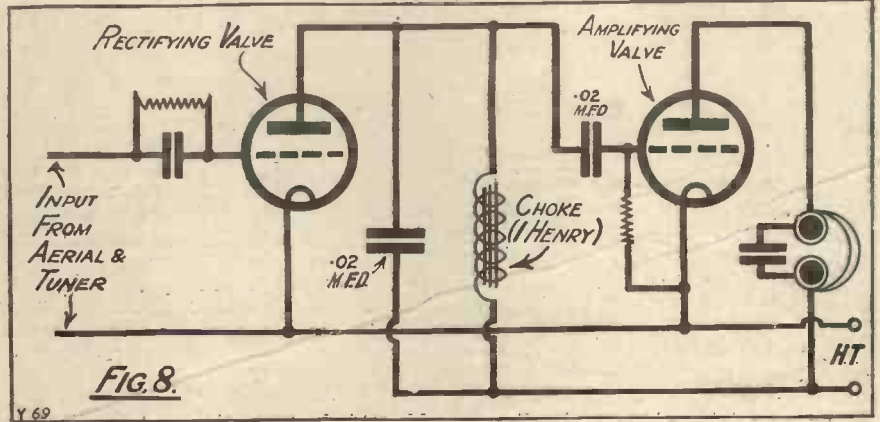 RECTIFYING VALVE
AMPLIFYING
VALVE
.02
M.F.D
INPUT
FROM
AERIAL &
TUNER
CHOKE
(1 HENRY)
.02
M.F.D.
H.T.
FIG. 8.
Y 69